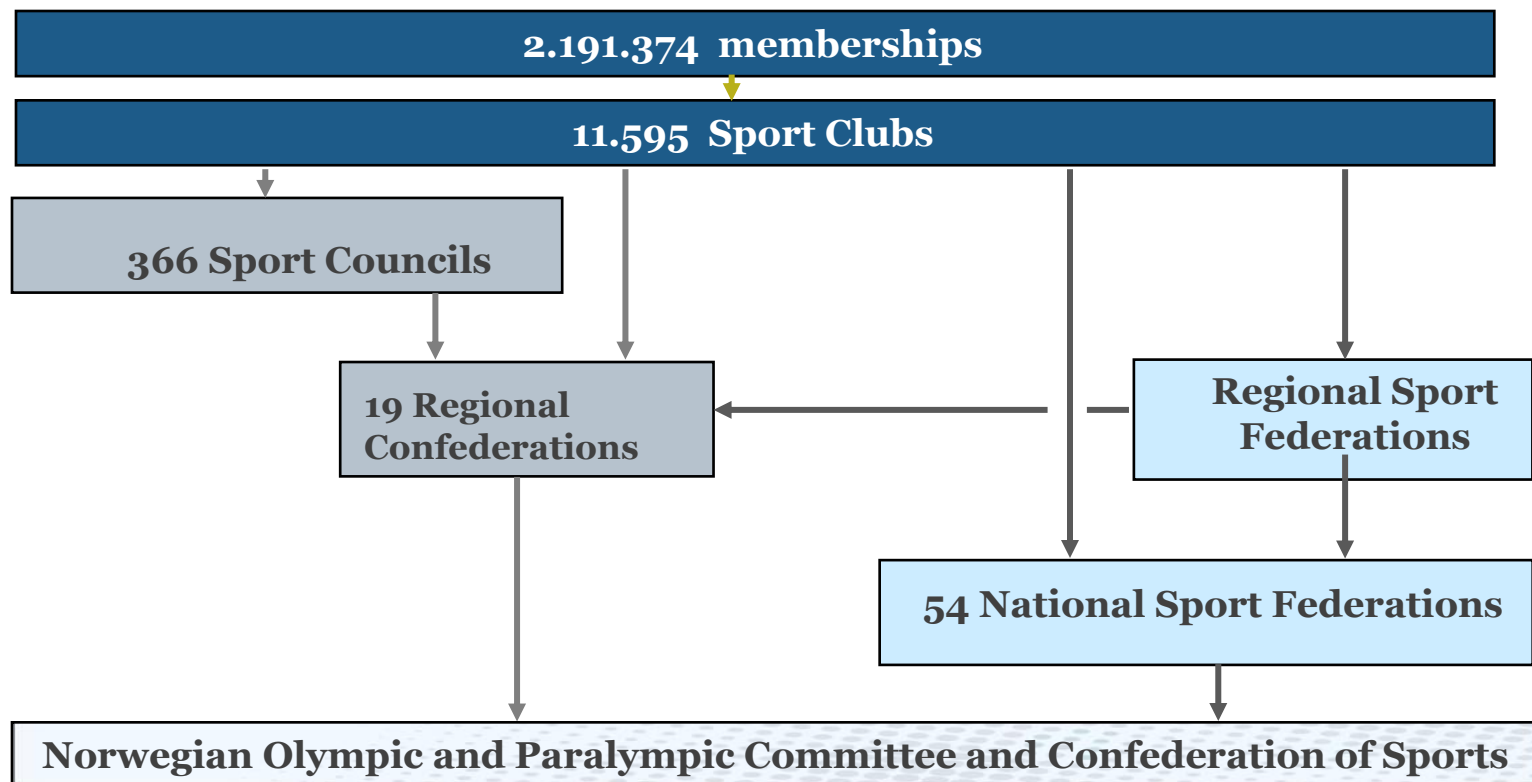 2.191.374 memberships
11.595 Sport Clubs
366 Sport Councils
19 Regional
Confederations
Regional Sport
Federations
54 National Sport Federations
Norwegian Olympic and Paralympic Committee and Confederation of Sports